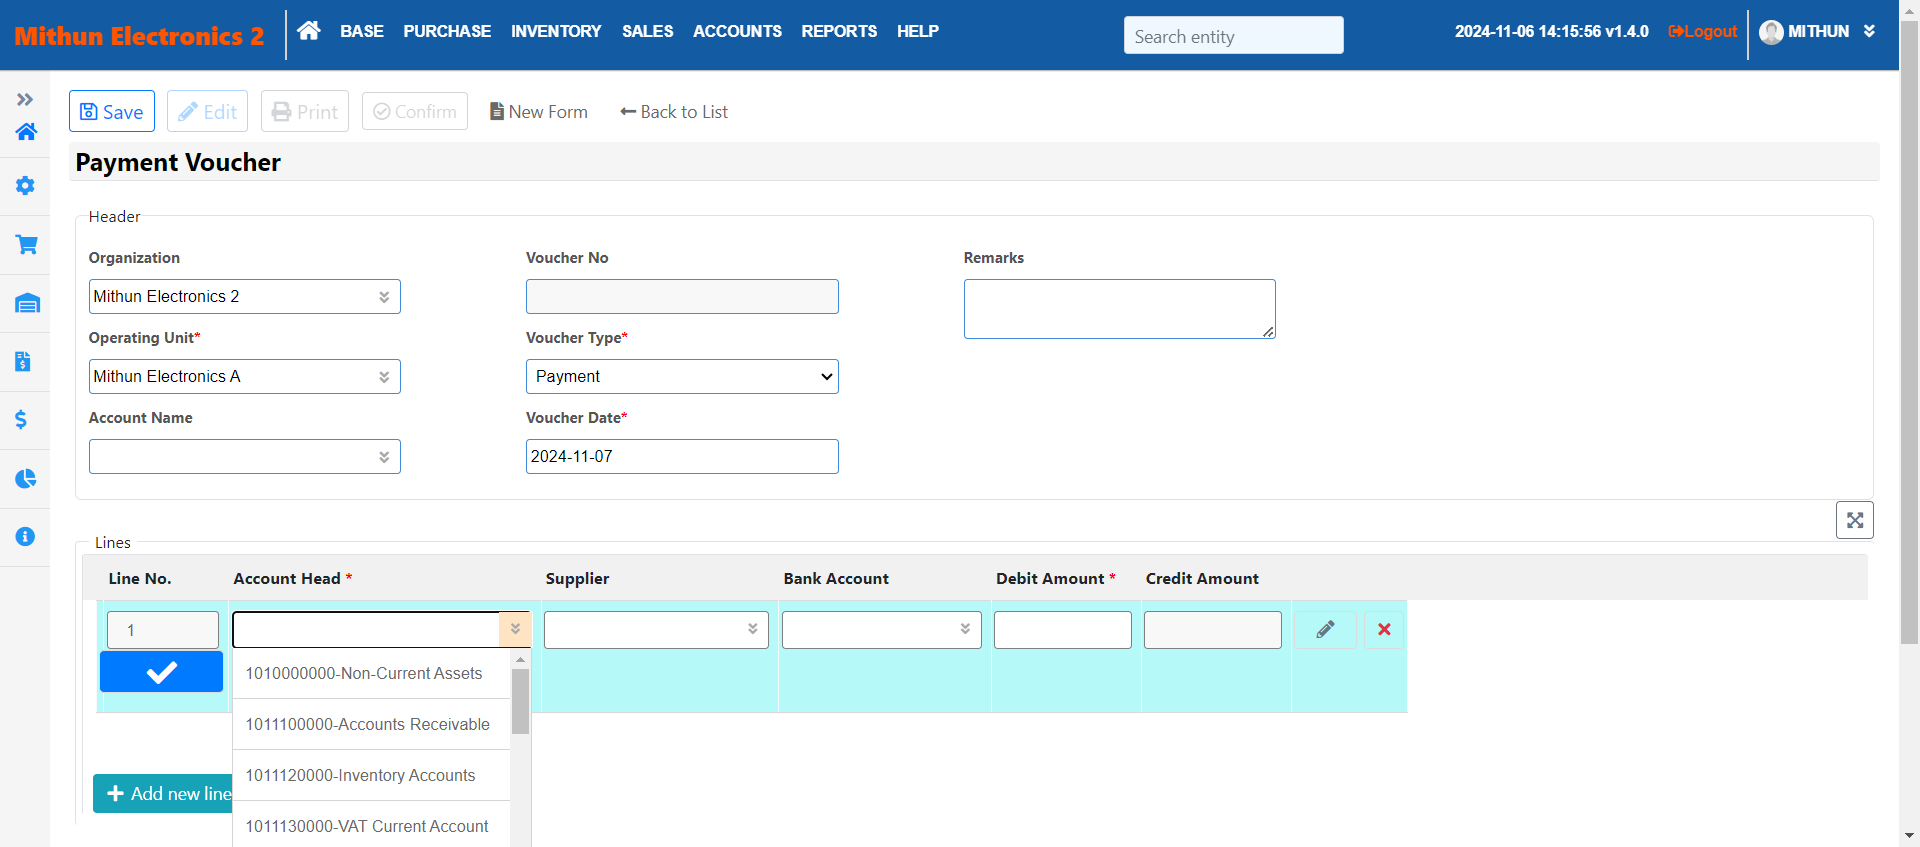 Mithun Electronics 2 BASE PURCHASE INVENTORY SALES ACCOUNTS REPORTS HELP Search entity 2024-11-06 14:15:56 v1.4.0 Logout MITHUN
Save Edit Print Confirm New Form Back to List
Payment Voucher
Header
Organization Voucher No Remarks
Mithun Electronics 2
Operating Unit* Voucher Type*
Mithun Electronics A Payment
Account Name Voucher Date*
2024-11-07
Lines
Line No. Account Head * Supplier Bank Account Debit Amount * Credit Amount
1
1010000000-Non-Current Assets
1011100000-Accounts Receivable
1011120000-Inventory Accounts
Add new line
1011130000-VAT Current Account